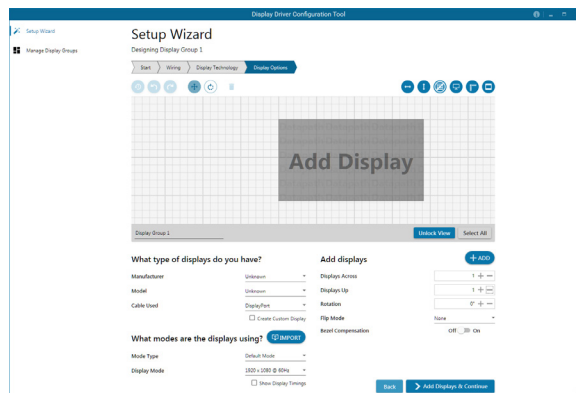 Display Driver Configuration Tool
Setup Wizard
Manage Display Groups
Setup Wizard
Designing Display Group 1
Start
Wiring
Display Technology
Display Options
Add Display
Display Group 1
Unlock View
Select All
What type of displays do you have?
Manufacturer
Unknown
Model
Unknown
Cable Used
DisplayPort
Create Custom Display
What modes are the displays using?
IMPORT
Mode Type
Default Mode
Display Mode
1920 x 1080 @ 60Hz
Show Display Timings
Add displays
+ ADD
Displays Across
1 + −
Displays Up
1 + −
Rotation
0° + −
Flip Mode
None
Bezel Compensation
Off On
Back
Add Displays & Continue